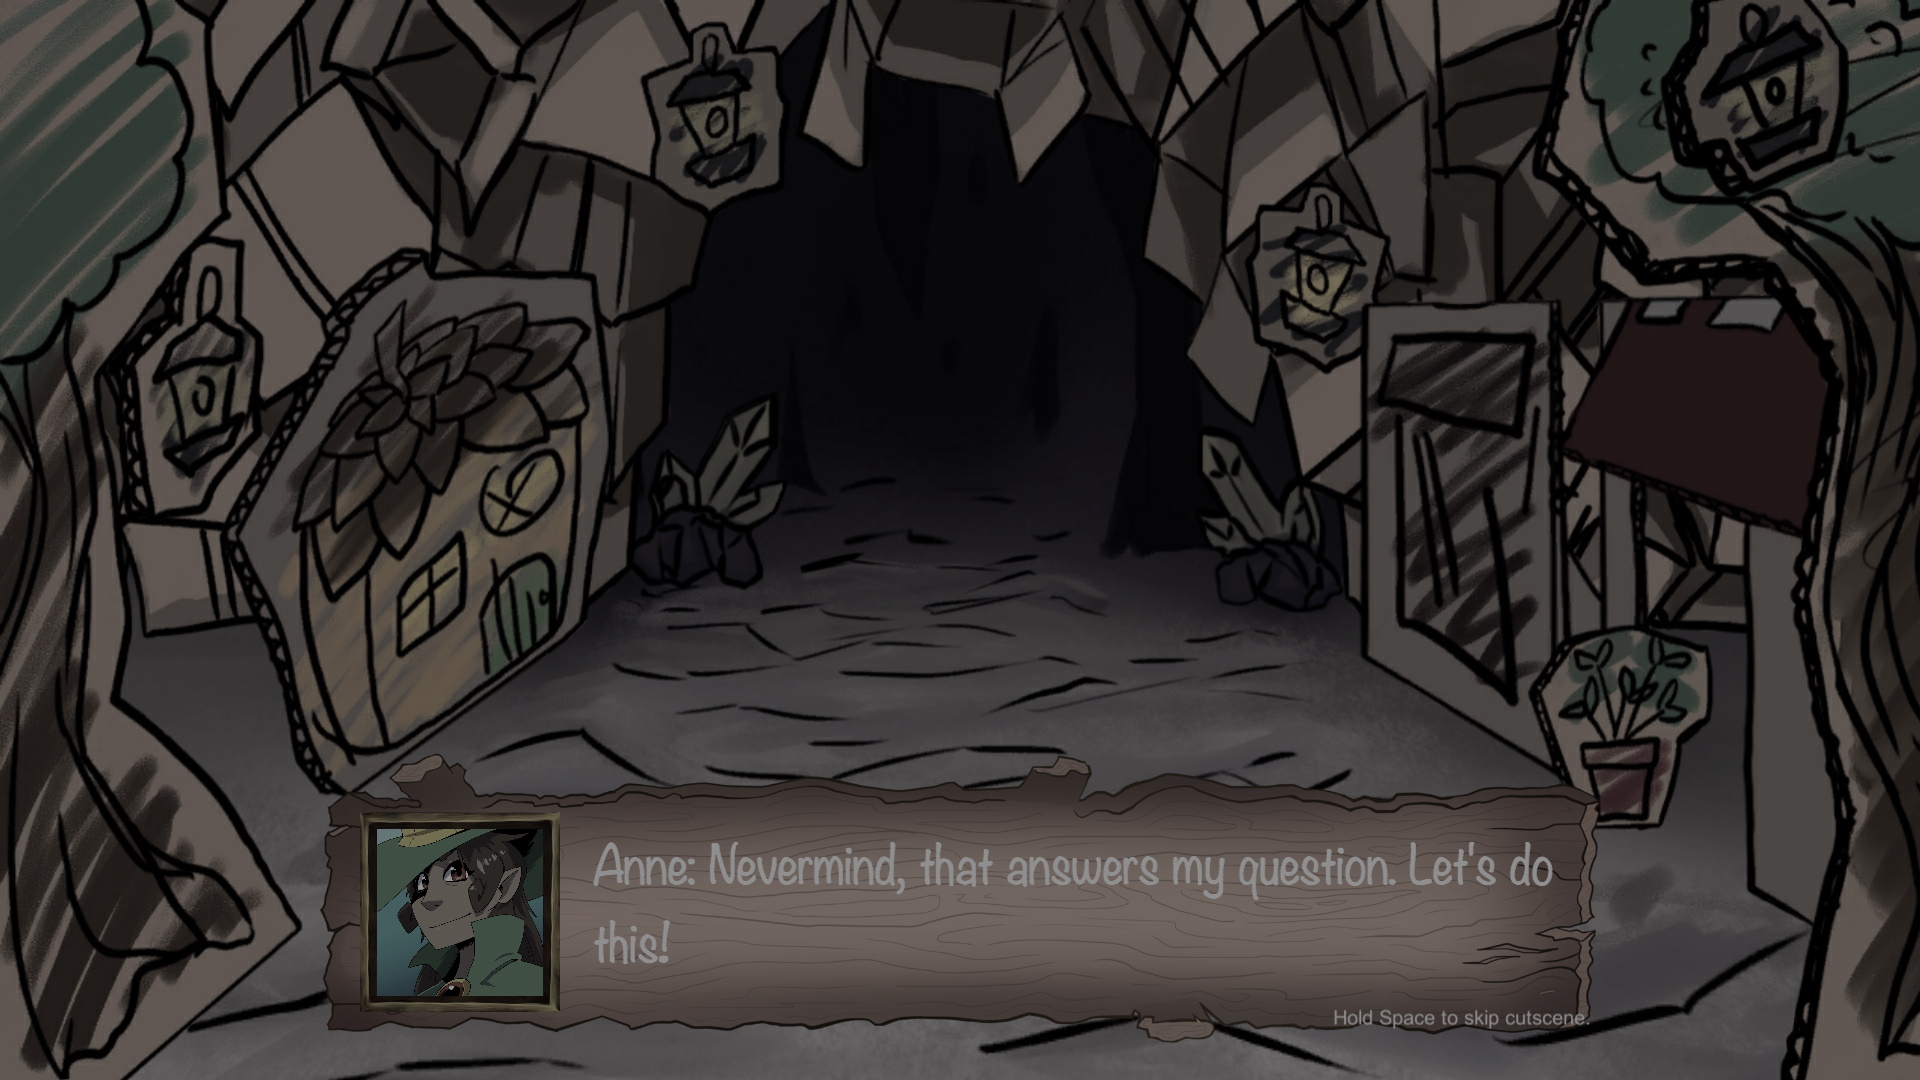 Anne: Nevermind, that answers my question. Let's do
this!
Hold Space to skip cutscene.